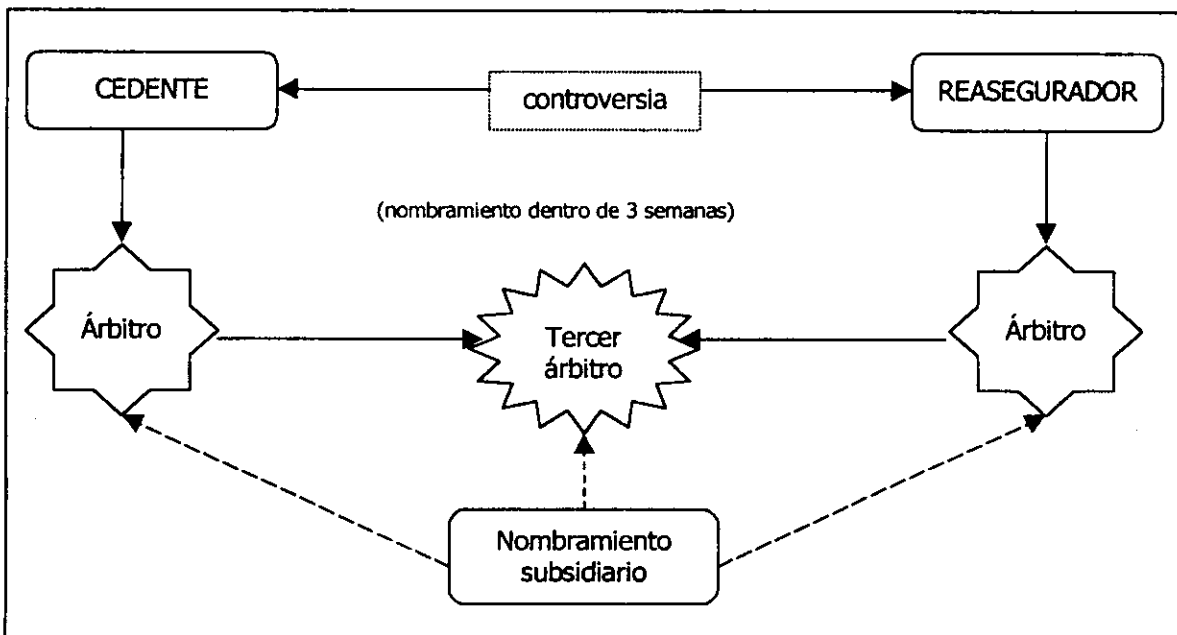 CEDENTE
controversia
REASEGURADOR
(nombramiento dentro de 3 semanas)
Árbitro
Tercer
árbitro
Árbitro
Nombramiento
subsidiario